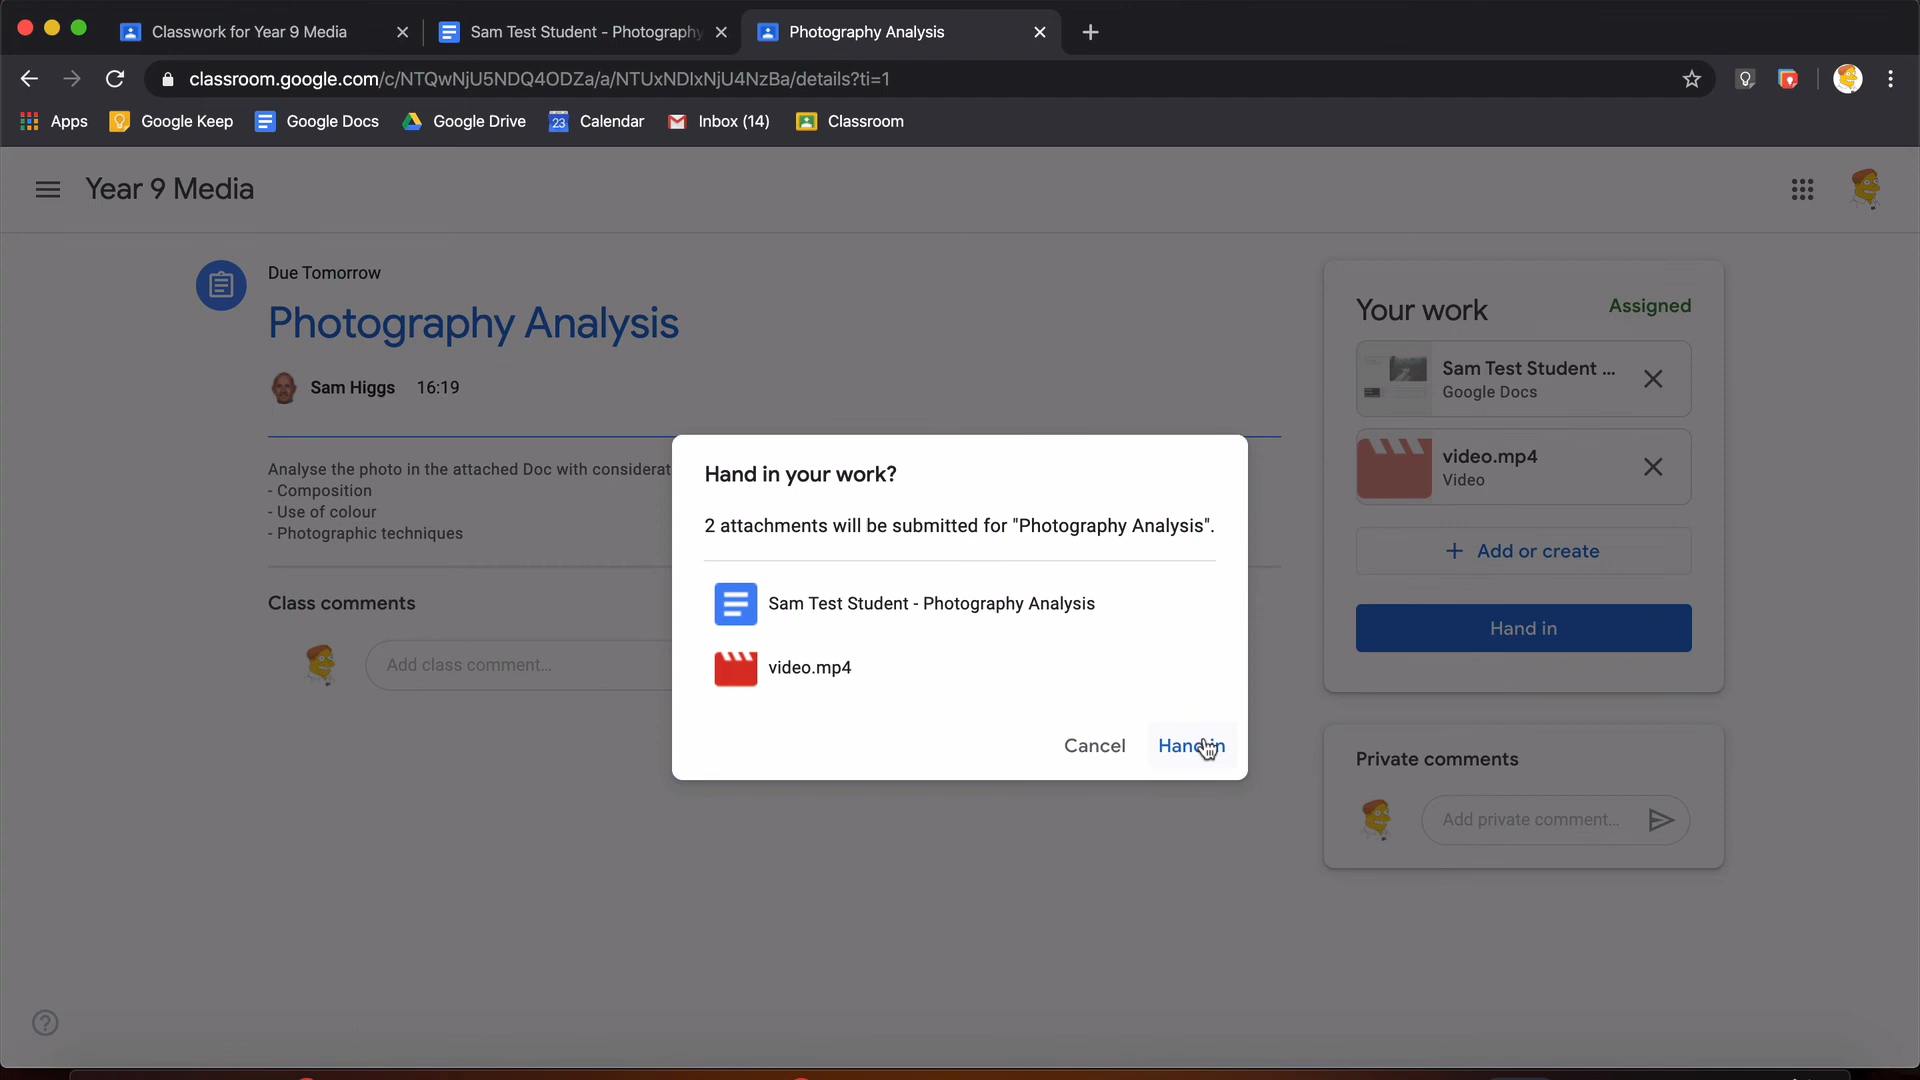 Classwork for Year 9 Media
Sam Test Student - Photography
Photography Analysis
classroom.google.com/c/NTQwNjU5NDQ4ODZa/a/NTUxNDIxNjU4NzBa/details?ti=1
Apps
Google Keep
Google Docs
Google Drive
23
Calendar
Inbox (14)
Classroom
Year 9 Media
Due Tomorrow
Photography Analysis
Sam Higgs 16:19
Analyse the photo in the attached Doc with considerat
- Composition
- Use of colour
- Photographic techniques
Class comments
Add class comment...
Hand in your work?
2 attachments will be submitted for "Photography Analysis".
Sam Test Student - Photography Analysis
video.mp4
Cancel
Hand in
Your work
Assigned
Sam Test Student ...
Google Docs
video.mp4
Video
+ Add or create
Hand in
Private comments
Add private comment...